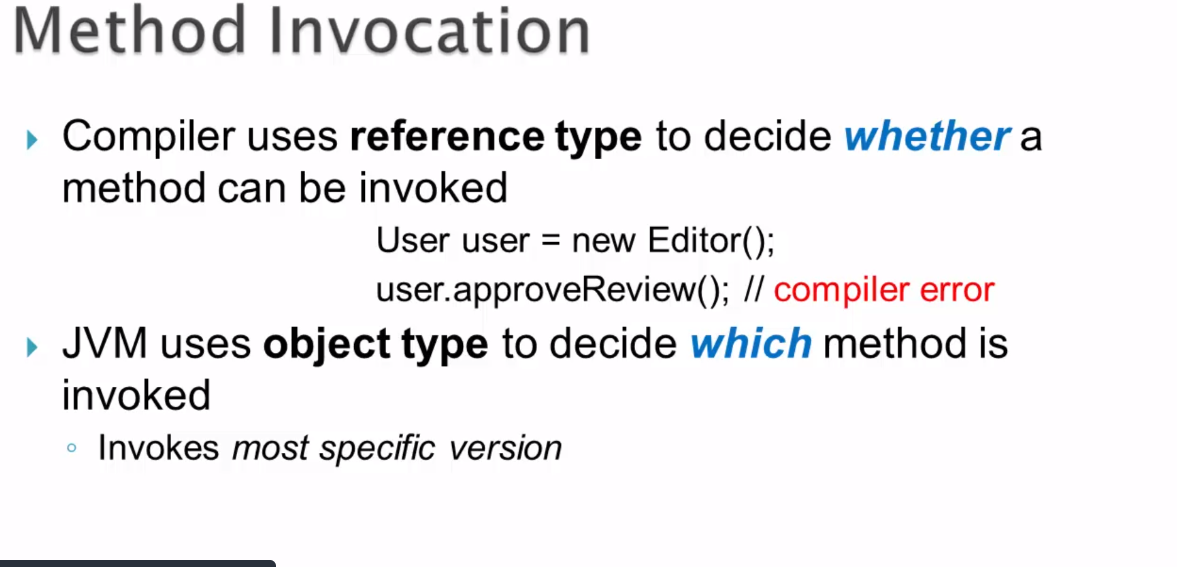 Method Invocation
Compiler uses reference type to decide whether a
method can be invoked
User user = new Editor();
user.approveReview(); // compiler error
JVM uses object type to decide which method is
invoked
Invokes most specific version